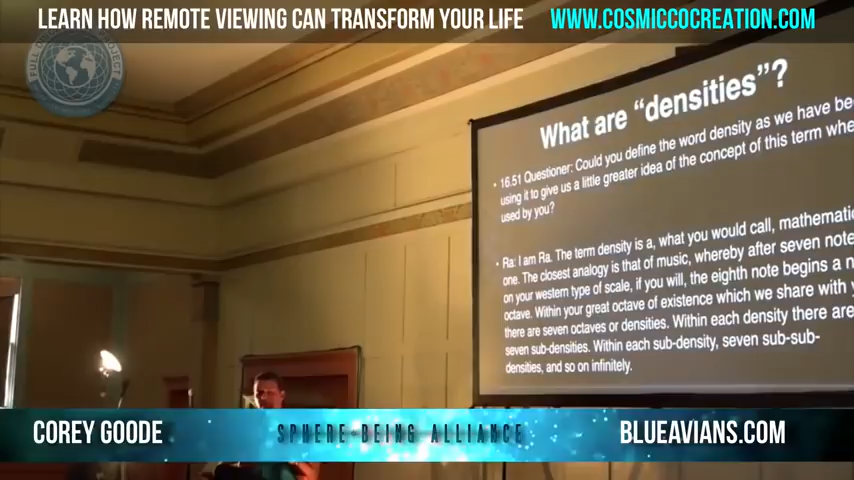 LEARN HOW REMOTE VIEWING CAN TRANSFORM YOUR LIFE WWW.COSMICCOCREATION.COM
What are "densities"?
• 16.51 Questioner: Could you define the word density as we have be
using it to give us a little greater idea of the concept of this term whe
used by you?
• Ra: I am Ra. The term density is a, what you would call, mathematic
one. The closest analogy is that of music, whereby after seven note
on your western type of scale, if you will, the eighth note begins a n
octave. Within your great octave of existence which we share with y
there are seven octaves or densities. Within each density there are
seven sub-densities. Within each sub-density, seven sub-sub-
densities, and so on infinitely.
COREY GOODE SPHERE-BEING ALLIANCE BLUEAVIANS.COM